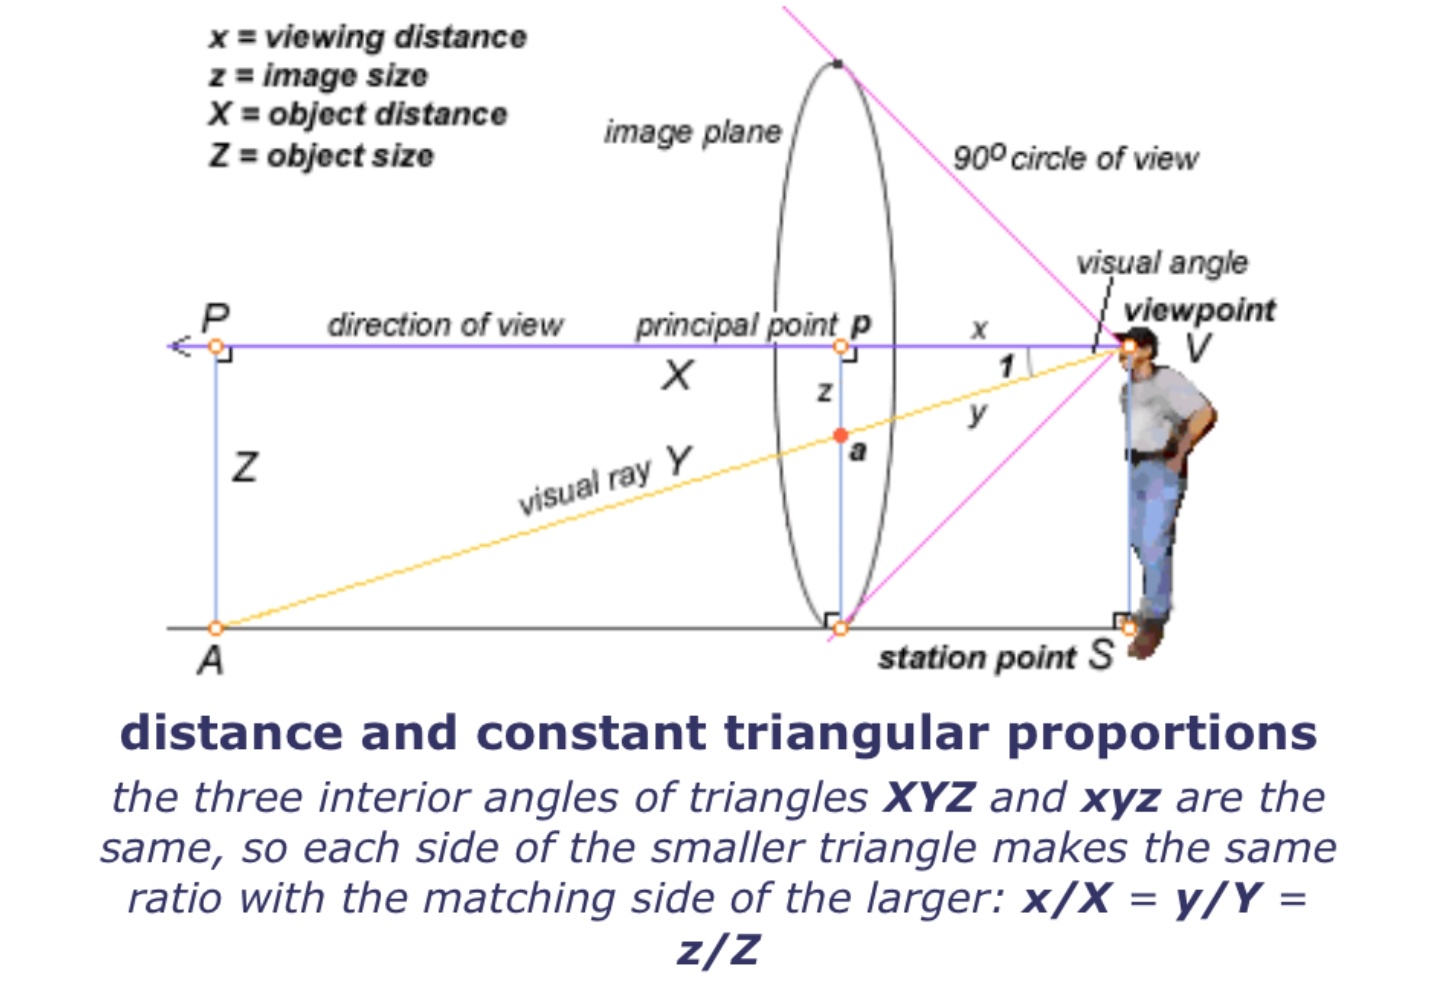 x = viewing distance
z = image size
X = object distance
Z = object size
image plane
90º circle of view
visual angle
viewpoint
P
direction of view
principal point p
x
V
X
z
1
y
Z
visual ray Y
a
A
station point S
distance and constant triangular proportions
the three interior angles of triangles XYZ and xyz are the
same, so each side of the smaller triangle makes the same
ratio with the matching side of the larger: x/X = y/Y =
z/Z